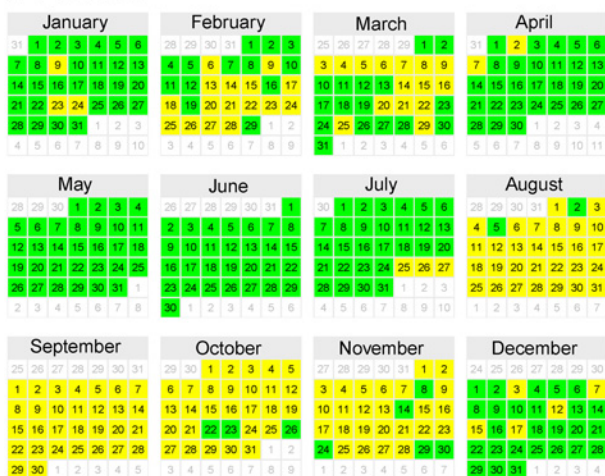 January
31 1 2 3 4 5 6
7 8 9 10 11 12 13
14 15 16 17 18 19 20
21 22 23 24 25 26 27
28 29 30 31 1 2 3
4 5 6 7 8 9 10
February
28 29 30 31 1 2 3
4 5 6 7 8 9 10
11 12 13 14 15 16 17
18 19 20 21 22 23 24
25 26 27 28 29 1 2
3 4 5 6 7 8 9
March
25 26 27 28 29 1 2
3 4 5 6 7 8 9
10 11 12 13 14 15 16
17 18 19 20 21 22 23
24 25 26 27 28 29 30
31 1 2 3 4 5 6
April
31 1 2 3 4 5 6
7 8 9 10 11 12 13
14 15 16 17 18 19 20
21 22 23 24 25 26 27
28 29 30 1 2 3 4
5 6 7 8 9 10 11
May
28 29 30 1 2 3 4
5 6 7 8 9 10 11
12 13 14 15 16 17 18
19 20 21 22 23 24 25
26 27 28 29 30 31 1
2 3 4 5 6 7 8
June
26 27 28 29 30 31 1
2 3 4 5 6 7 8
9 10 11 12 13 14 15
16 17 18 19 20 21 22
23 24 25 26 27 28 29
30 1 2 3 4 5 6
July
30 1 2 3 4 5 6
7 8 9 10 11 12 13
14 15 16 17 18 19 20
21 22 23 24 25 26 27
28 29 30 31 1 2 3
4 5 6 7 8 9 10
August
28 29 30 31 1 2 3
4 5 6 7 8 9 10
11 12 13 14 15 16 17
18 19 20 21 22 23 24
25 26 27 28 29 30 31
1 2 3 4 5 6 7
September
25 26 27 28 29 30 31
1 2 3 4 5 6 7
8 9 10 11 12 13 14
15 16 17 18 19 20 21
22 23 24 25 26 27 28
29 30 1 2 3 4 5
October
29 30 1 2 3 4 5
6 7 8 9 10 11 12
13 14 15 16 17 18 19
20 21 22 23 24 25 26
27 28 29 30 31 1 2
3 4 5 6 7 8 9
November
27 28 29 30 31 1 2
3 4 5 6 7 8 9
10 11 12 13 14 15 16
17 18 19 20 21 22 23
24 25 26 27 28 29 30
1 2 3 4 5 6 7
December
24 25 26 27 28 29 30
1 2 3 4 5 6 7
8 9 10 11 12 13 14
15 16 17 18 19 20 21
22 23 24 25 26 27 28
29 30 31 1 2 3 4